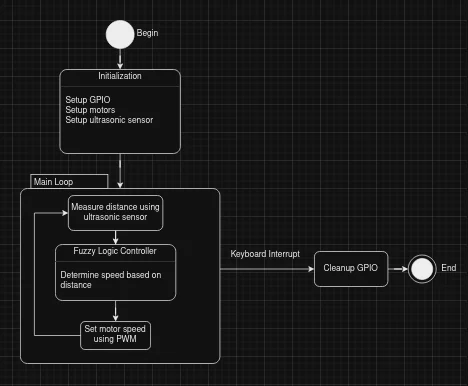 Begin
Initialization
Setup GPIO
Setup motors
Setup ultrasonic sensor
Main Loop
Measure distance using
ultrasonic sensor
Fuzzy Logic Controller
Determine speed based on
distance
Set motor speed
using PWM
Keyboard Interrupt
Cleanup GPIO
End